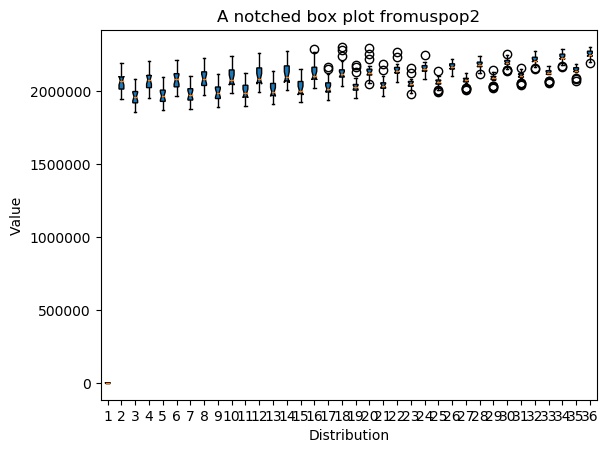 A notched box plot fromuspop2
Value
2000000
1500000
1000000
500000
0
1 2 3 4 5 6 7 8 9 10 11 12 13 14 15 16 17 18 19 20 21 22 23 24 25 26 27 28 29 30 31 32 33 34 35 36
Distribution